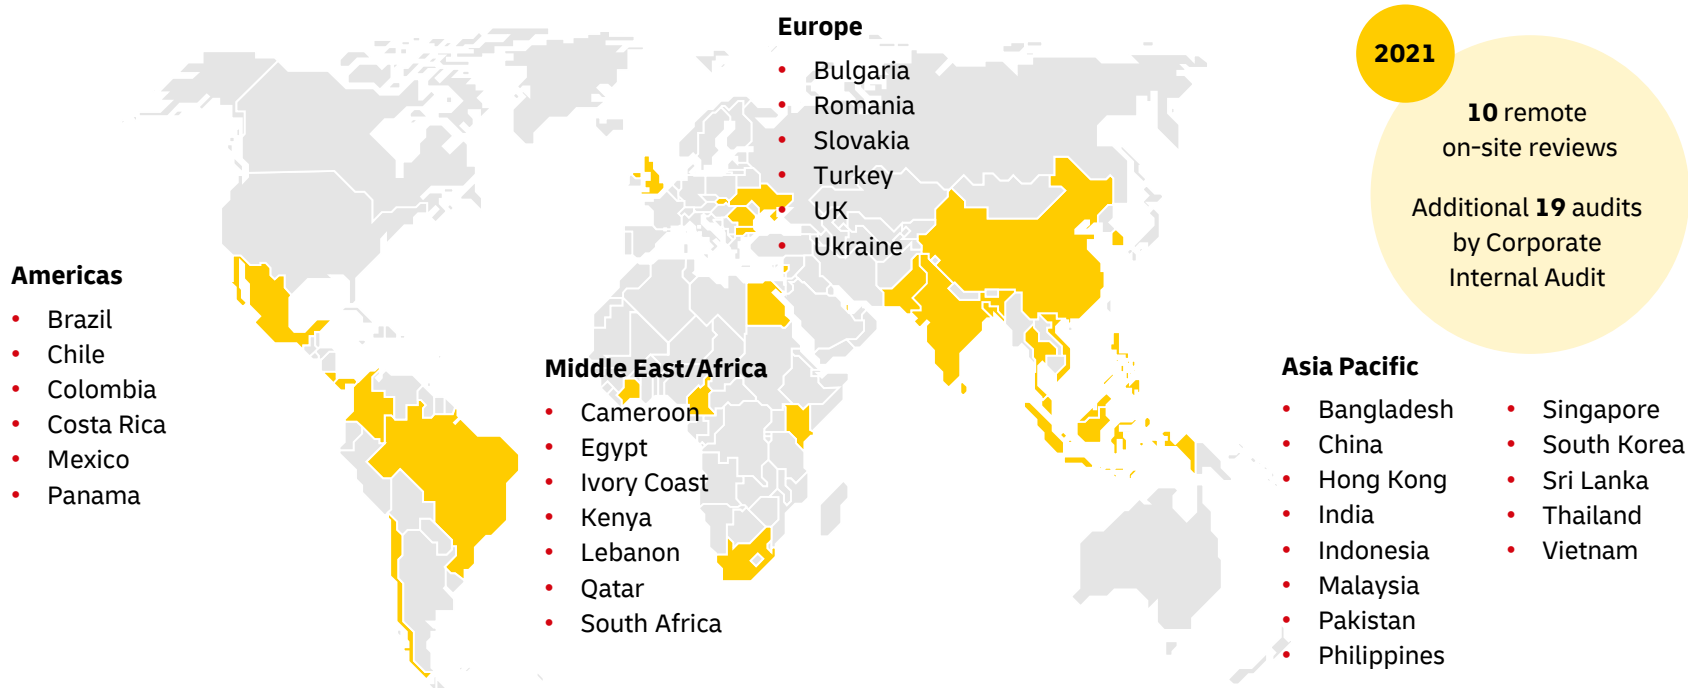 Europe
• Bulgaria
• Romania
• Slovakia
• Turkey
• UK
• Ukraine
2021
10 remote
on-site reviews
Additional 19 audits
by Corporate
Internal Audit
Americas
• Brazil
• Chile
• Colombia
• Costa Rica
• Mexico
• Panama
Middle East/Africa
• Cameroon
• Egypt
• Ivory Coast
• Kenya
• Lebanon
• Qatar
• South Africa
Asia Pacific
• Bangladesh
• China
• Hong Kong
• India
• Indonesia
• Malaysia
• Pakistan
• Philippines
• Singapore
• South Korea
• Sri Lanka
• Thailand
• Vietnam